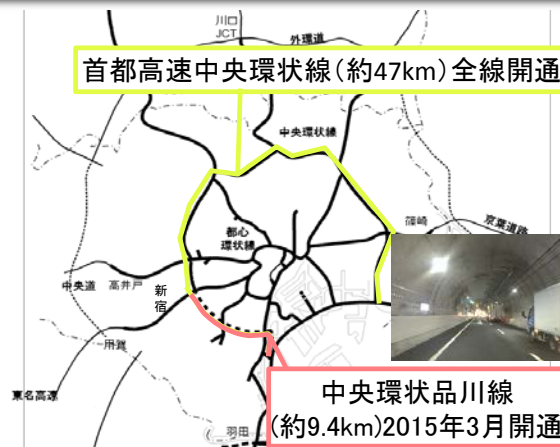 川口
JCT
外環道
首都高速中央環状線(約47km)全線開通
中央環状線
篠崎
京葉道路
都心
環状線
中央道
高井戸
新宿
用賀
東名高速
羽田
中央環状品川線
(約9.4km)2015年3月開通